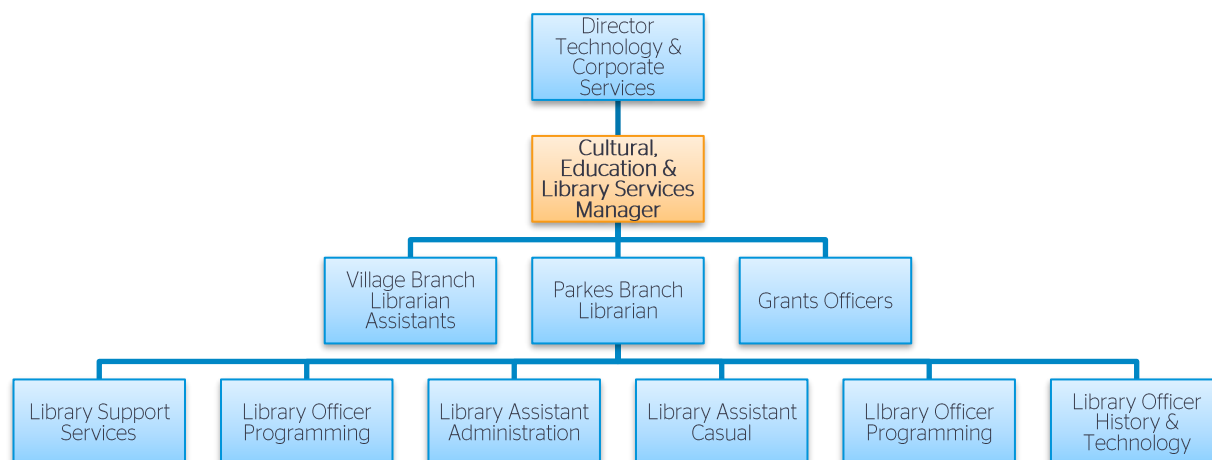 Director
Technology &
Corporate
Services
Cultural,
Education &
Library Services
Manager
Village Branch
Librarian
Assistants
Parkes Branch
Librarian
Grants Officers
Library Support
Services
Library Officer
Programming
Library Assistant
Administration
Library Assistant
Casual
LIbrary Officer
Programming
Library Officer
History &
Technology